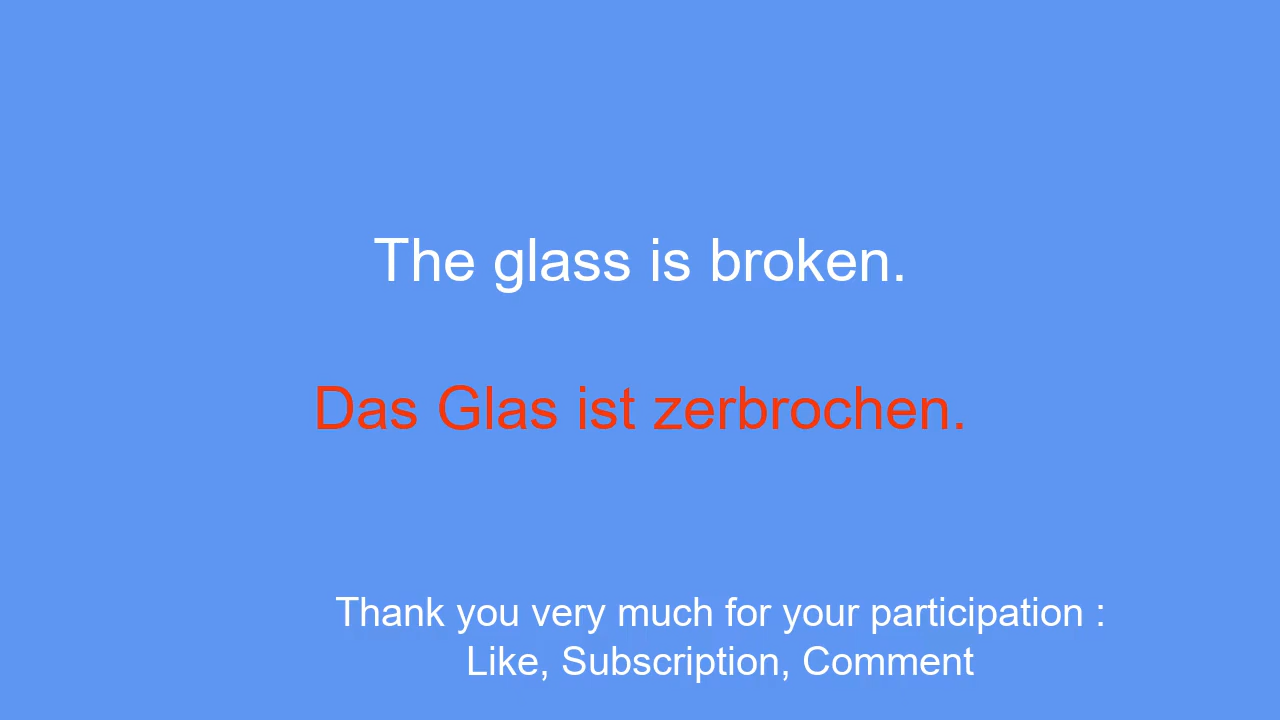 The glass is broken.
Das Glas ist zerbrochen.
Thank you very much for your participation :
Like, Subscription, Comment